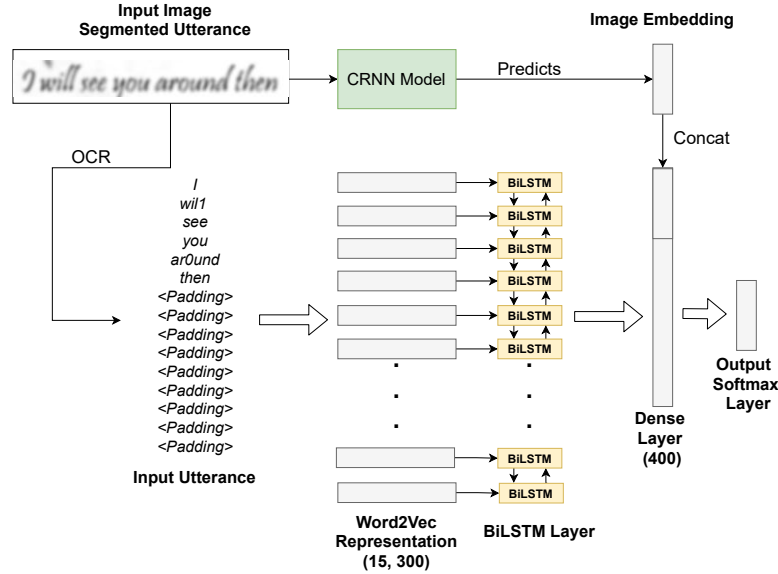 Input Image
Segmented Utterance
I will see you around then
CRNN Model
Predicts
Image Embedding
Concat
OCR
I
wil1
see
you
ar0und
then
<Padding>
<Padding>
<Padding>
<Padding>
<Padding>
<Padding>
<Padding>
<Padding>
<Padding>
Input Utterance
BiLSTM
BiLSTM
BiLSTM
BiLSTM
BiLSTM
BiLSTM
BiLSTM
BiLSTM
Word2Vec
Representation
(15, 300)
BiLSTM Layer
Dense
Layer
(400)
Output
Softmax
Layer